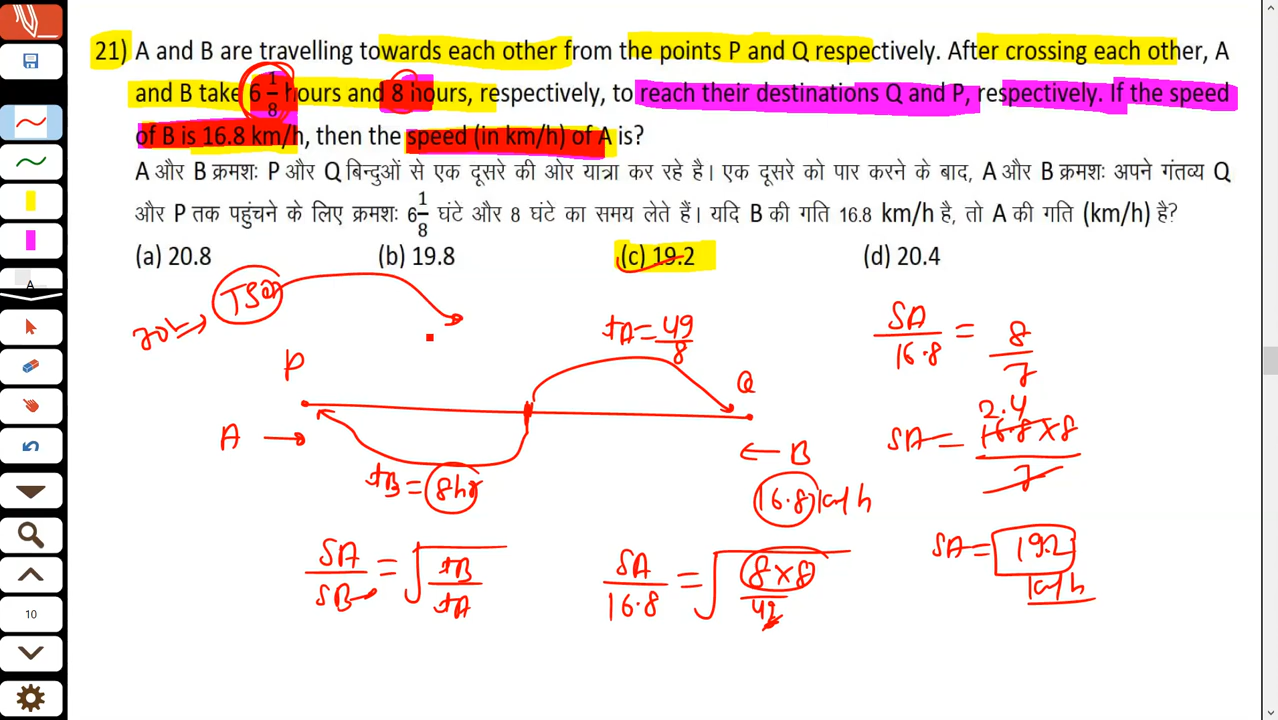 21) A and B are travelling towards each other from the points P and Q respectively. After crossing each other, A
and B take 6 1/8 hours and 8 hours, respectively, to reach their destinations Q and P, respectively. If the speed
of B is 16.8 km/h, then the speed (in km/h) of A is?
A और B क्रमशः P और Q बिन्दुओं से एक दूसरे की ओर यात्रा कर रहे है। एक दूसरे को पार करने के बाद, A और B क्रमशः अपने गंतव्य Q
और P तक पहुंचने के लिए क्रमशः 6 1/8 घंटे और 8 घंटे का समय लेते हैं। यदि B की गति 16.8 km/h है, तो A की गति (km/h) है?
(a) 20.8 (b) 19.8 (c) 19.2 (d) 20.4
A
P
tA = 49/8
Q
A
B
tB = 8hr
16.8 km/h
SA/16.8 = 8/7
2.4
SA = 16.8×8/7
SA = 19.2
km/h
SA/SB = √tB/tA
SA/16.8 = √8×8/49
10